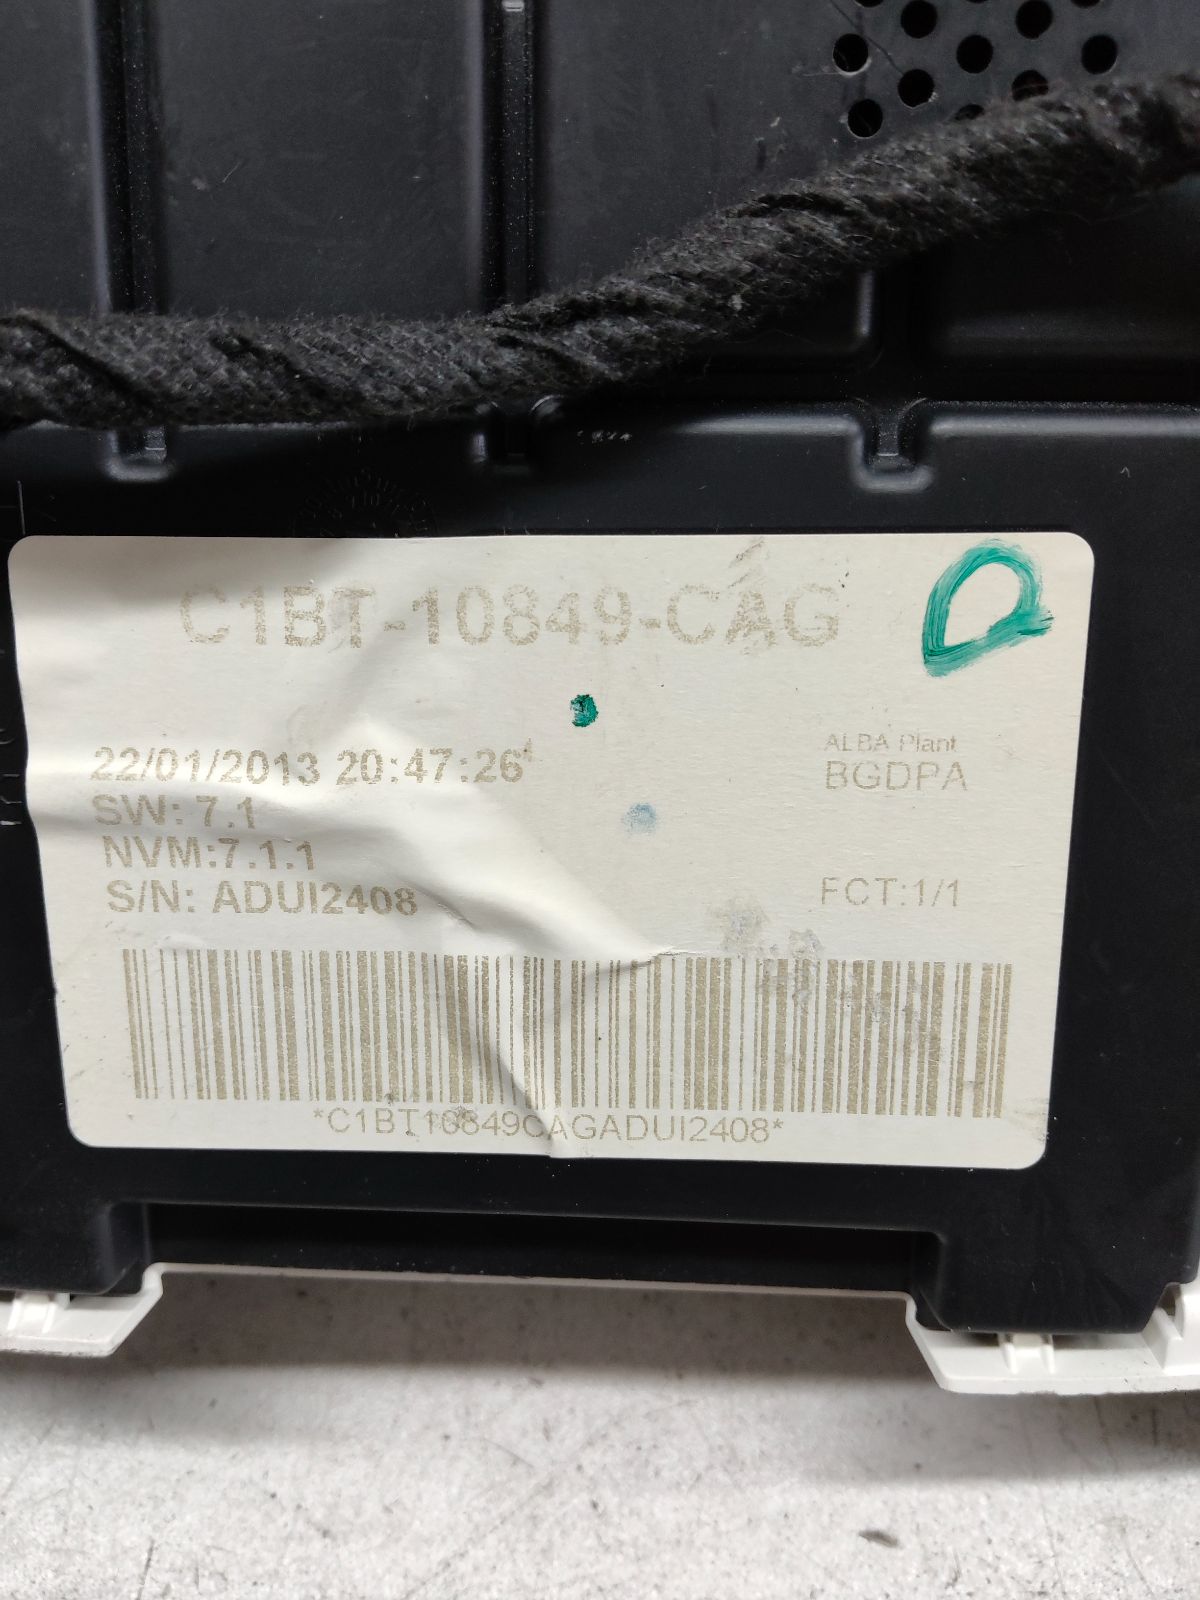 C1BT-10849-CAG
22/01/2013 20:47:26
ALBA Plant
BGDPA
SW: 7.1
NVM:7.1.1
S/N: ADUI2408
FCT:1/1
*C1BT10849CAGADUI2408*